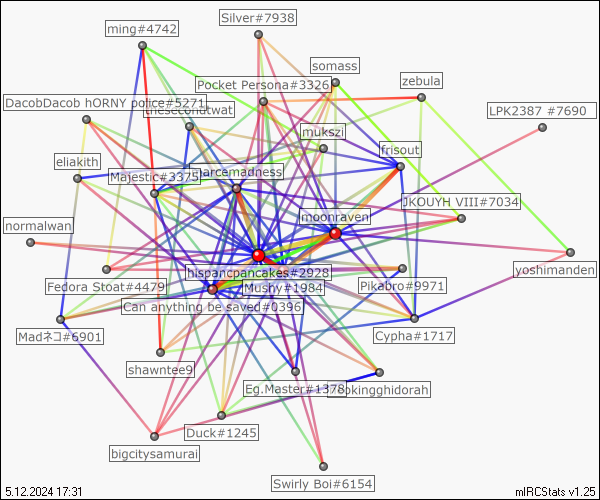 Silver#7938
ming#4742
somass
zebula
Pocket Persona#3326
DacobDacob hORNY police#5271
LPK2387 #7690
thesecondtwat
mukszi
frisout
eliakith
Majestic#3375
narcemadness
JKOUYH VIII#7034
moonraven
normalwan
hispancpancakes#2928
yoshimanden
Fedora Stoat#4479
Mushy#1984
Pikabro#9971
Can anything be saved#0396
Madネコ#6901
Cypha#1717
shawntee9
Eg.Master#1378
okingghidorah
Duck#1245
bigcitysamurai
Swirly Boi#6154
5.12.2024 17:31
mIRCStats v1.25